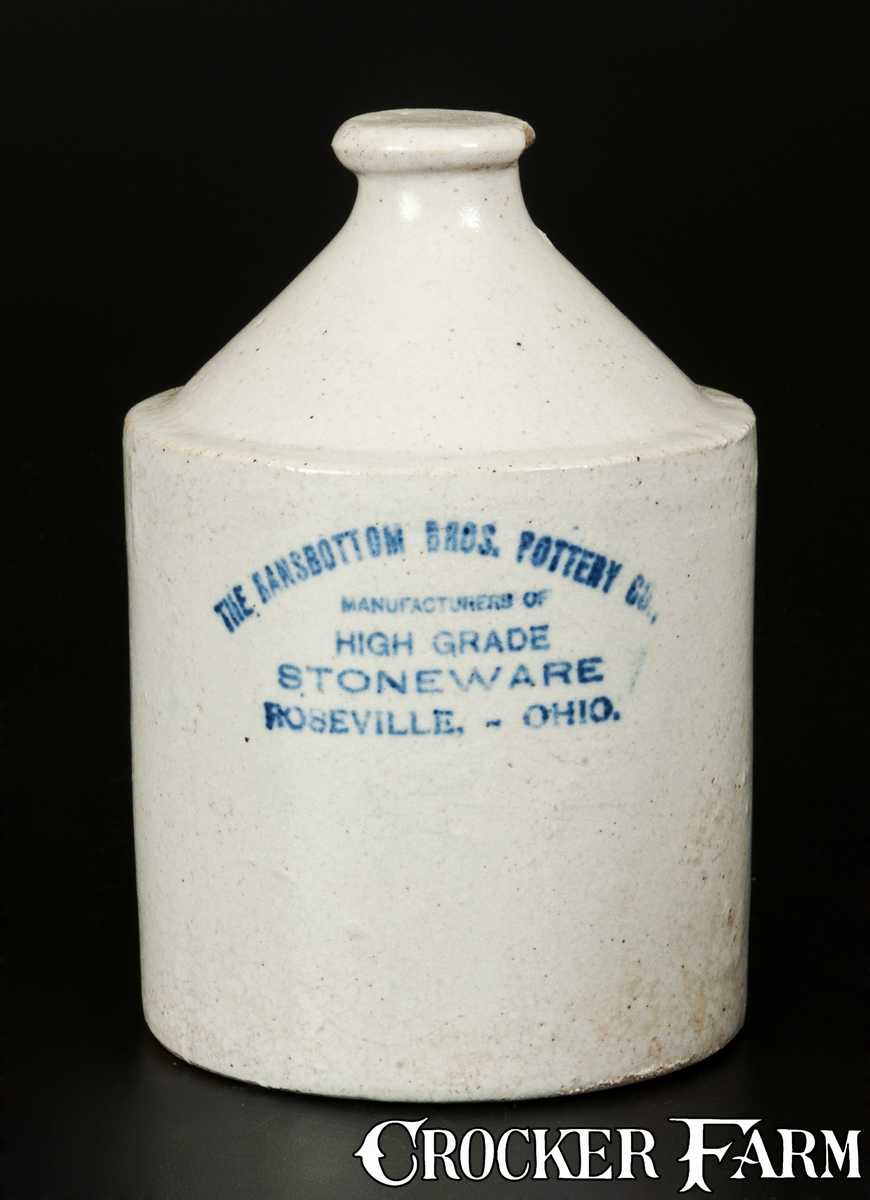 THE RANSBOTTOM BROS. POTTERY CO.,
MANUFACTURERS OF
HIGH GRADE
STONEWARE
ROSEVILLE, - OHIO.
CROCKER FARM